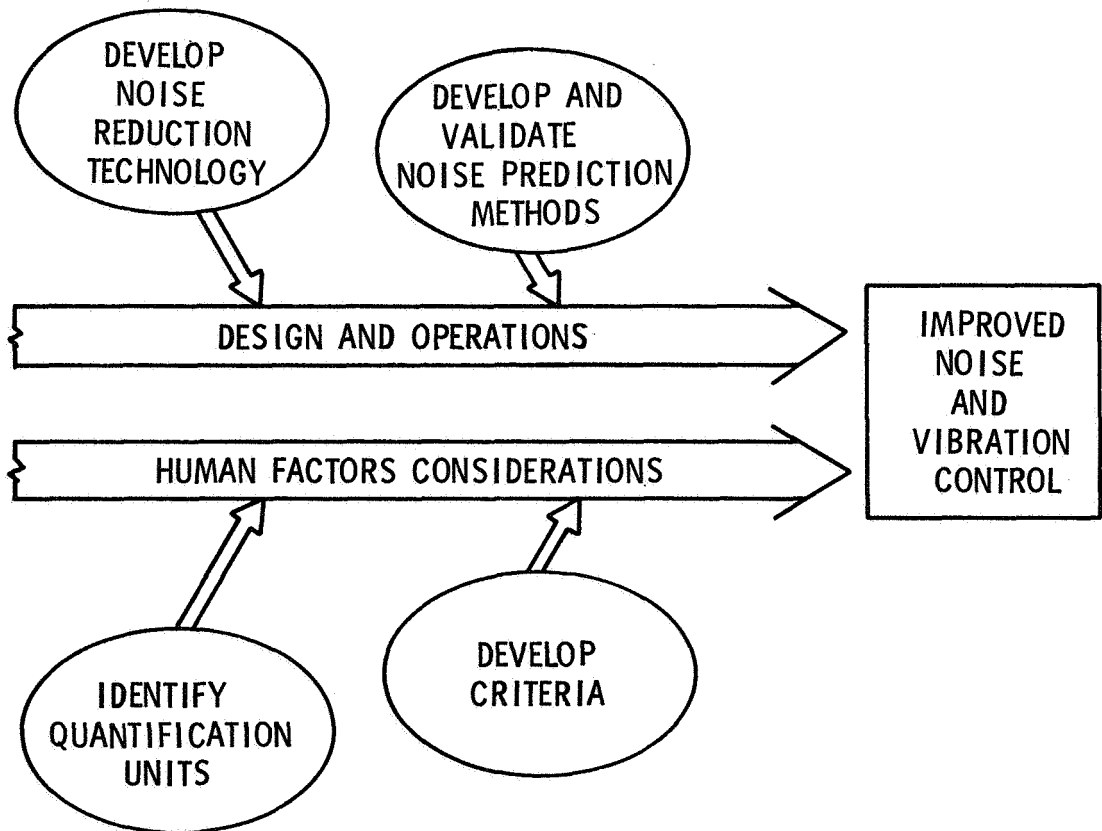 DEVELOP
NOISE
REDUCTION
TECHNOLOGY
DEVELOP AND
VALIDATE
NOISE PREDICTION
METHODS
DESIGN AND OPERATIONS
HUMAN FACTORS CONSIDERATIONS
IMPROVED
NOISE
AND
VIBRATION
CONTROL
IDENTIFY
QUANTIFICATION
UNITS
DEVELOP
CRITERIA